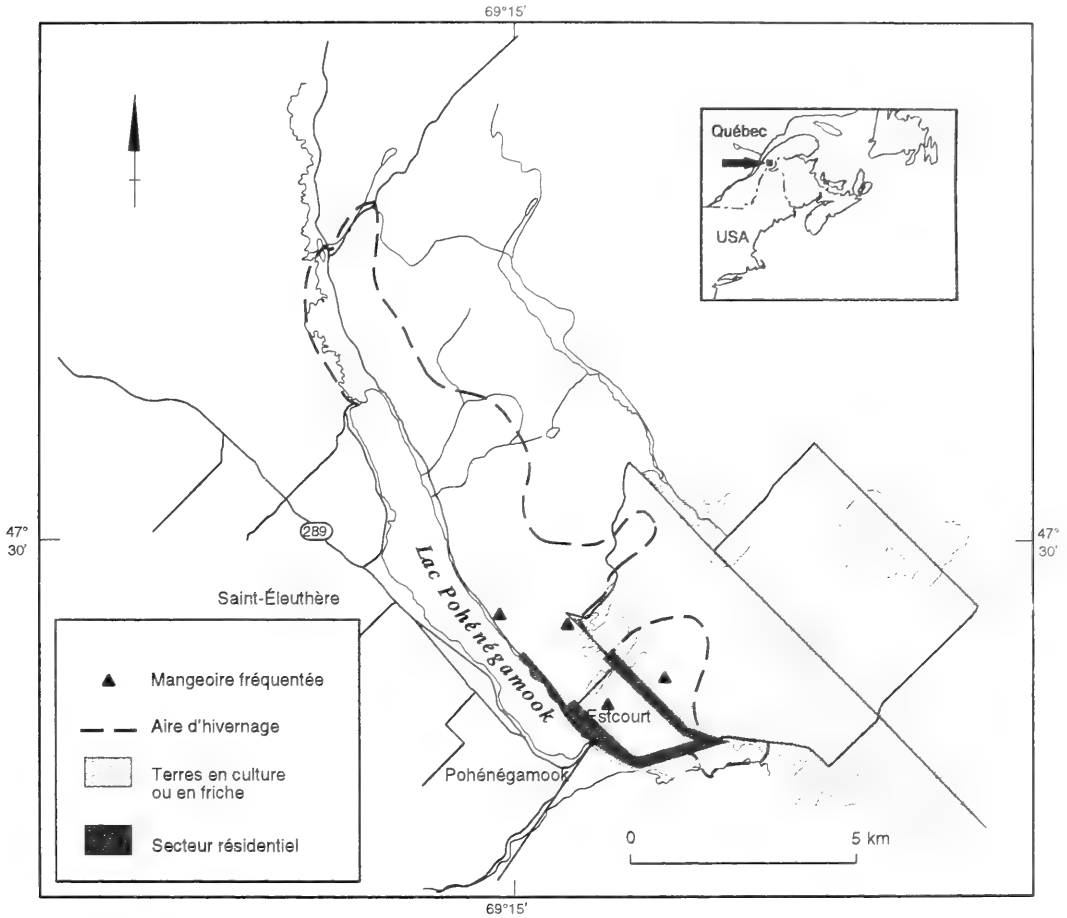 69°15'
Québec
USA
47°
30'
289
47°
30'
Lac Pohénégamook
Saint-Éleuthère
Mangeoire fréquentée
Aire d'hivernage
Terres en culture
ou en friche
Secteur résidentiel
Estcourt
Pohénégamook
0 5 km
69°15'